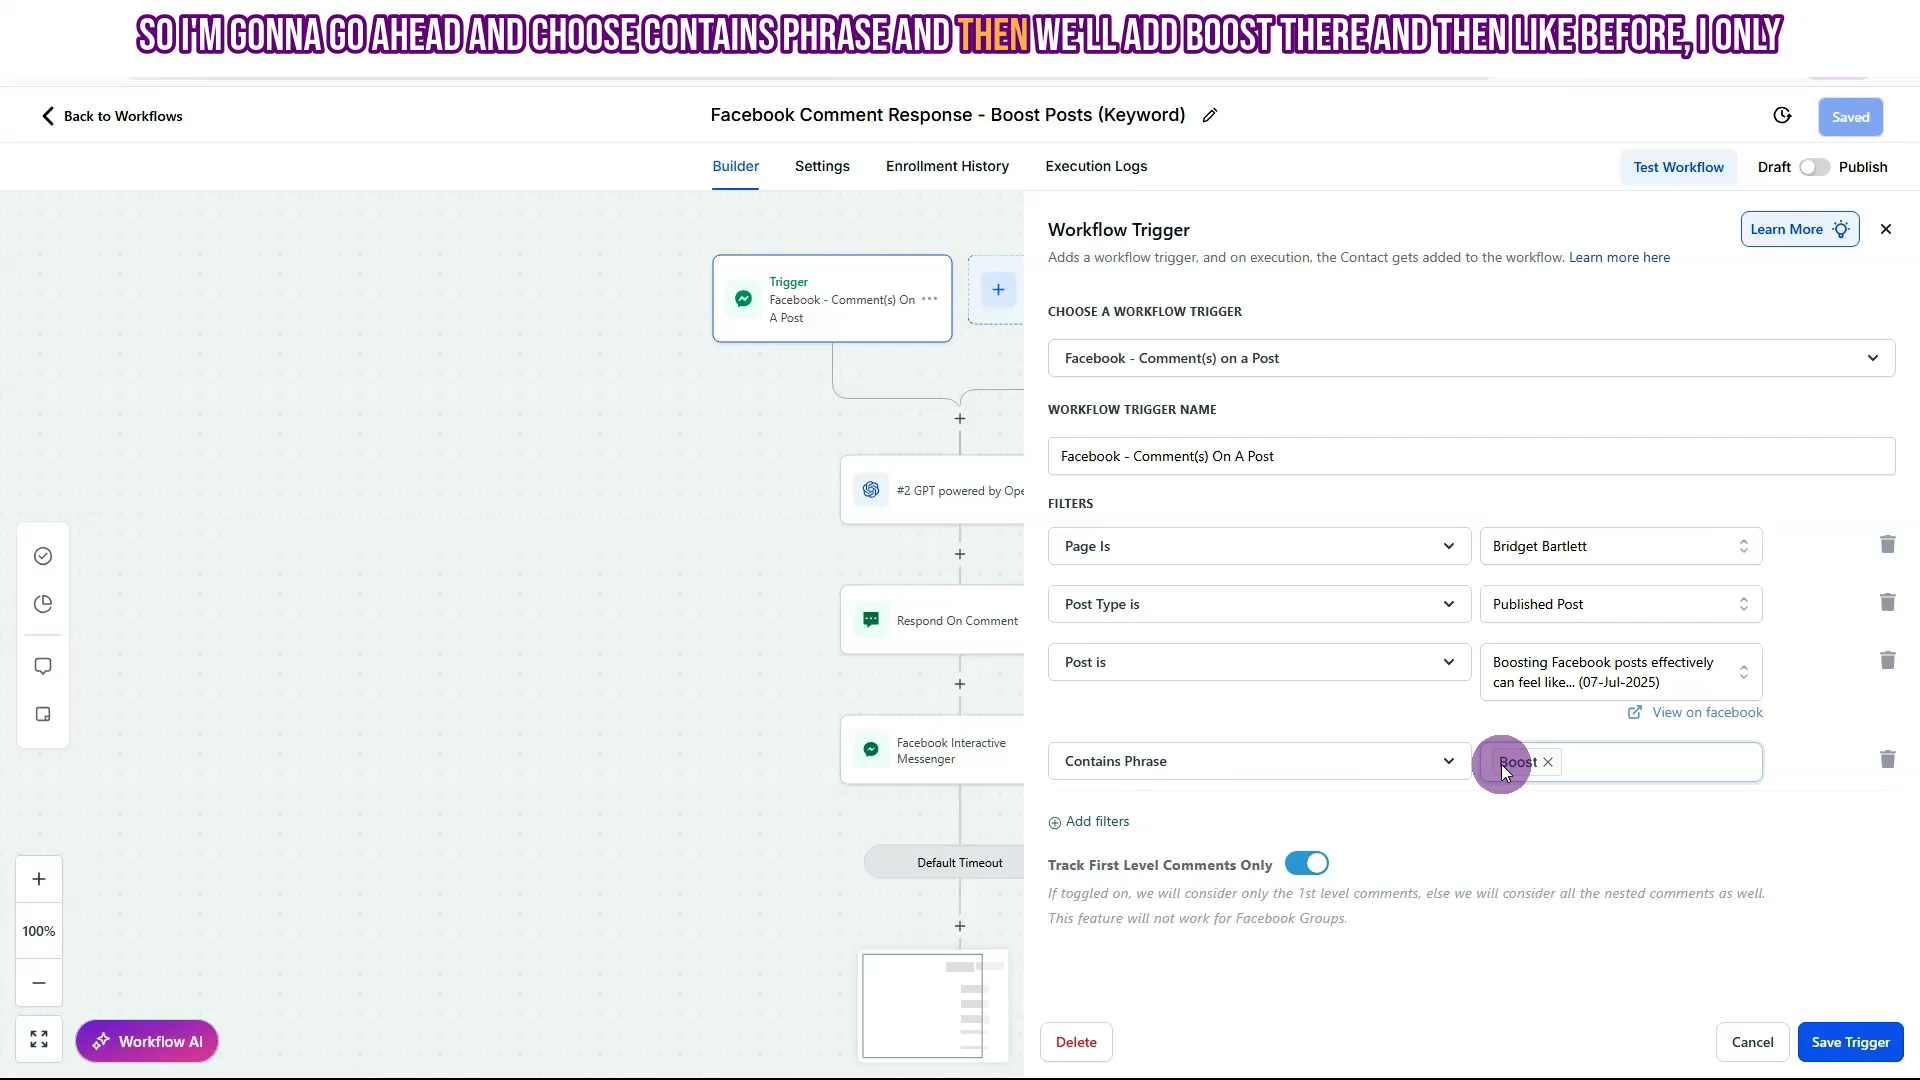 SO I'M GONNA GO AHEAD AND CHOOSE CONTAINS PHRASE AND THEN WE'LL ADD BOOST THERE AND THEN LIKE BEFORE, I ONLY
Back to Workflows
Facebook Comment Response - Boost Posts (Keyword)
Saved
Builder
Settings
Enrollment History
Execution Logs
Test Workflow
Draft
Publish
Trigger
Facebook - Comment(s) On
A Post
#2 GPT powered by Ope
Respond On Comment
Facebook Interactive
Messenger
Default Timeout
100%
Workflow AI
Workflow Trigger
Learn More
Adds a workflow trigger, and on execution, the Contact gets added to the workflow. Learn more here
CHOOSE A WORKFLOW TRIGGER
Facebook - Comment(s) on a Post
WORKFLOW TRIGGER NAME
Facebook - Comment(s) On A Post
FILTERS
Page Is
Bridget Bartlett
Post Type is
Published Post
Post is
Boosting Facebook posts effectively
can feel like... (07-Jul-2025)
View on facebook
Contains Phrase
Boost
Add filters
Track First Level Comments Only
If toggled on, we will consider only the 1st level comments, else we will consider all the nested comments as well.
This feature will not work for Facebook Groups.
Delete
Cancel
Save Trigger